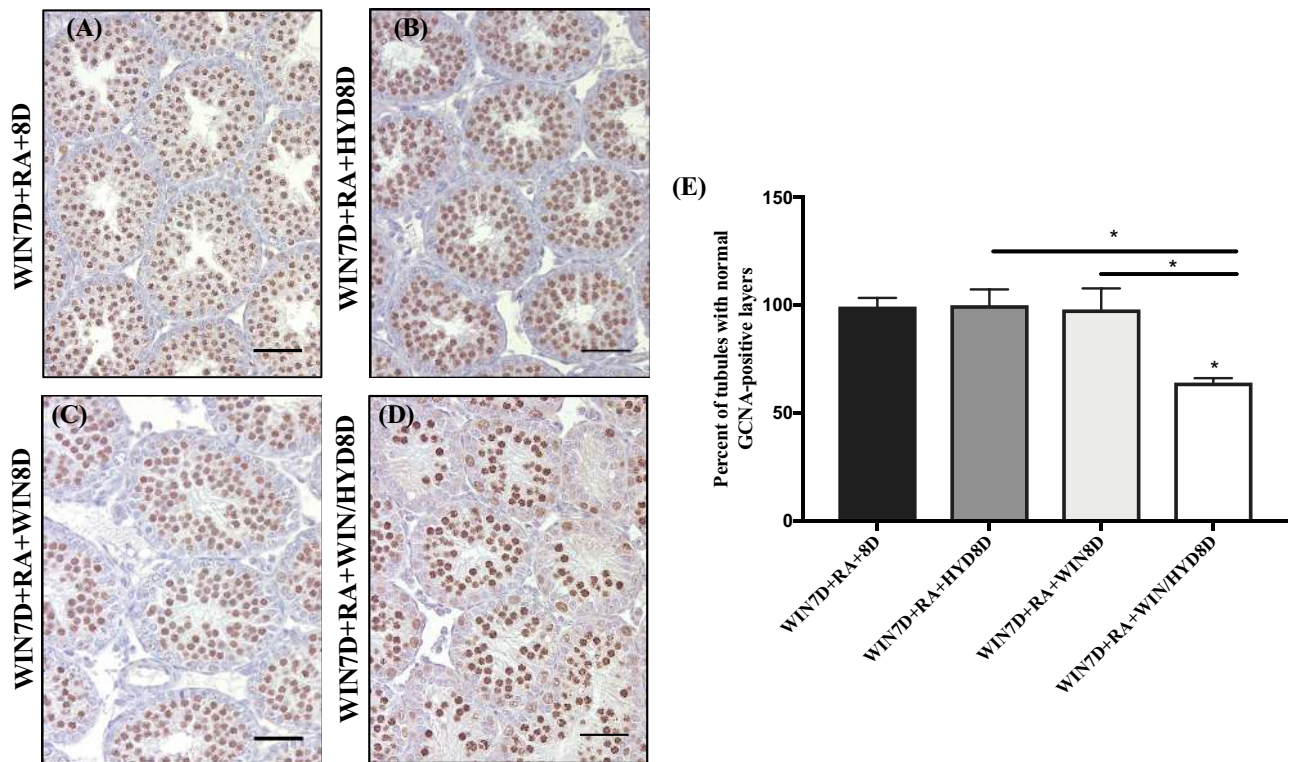 (A)
WIN7D+RA+8D
(B)
WIN7D+RA+HYD8D
(C)
WIN7D+RA+WIN8D
(D)
WIN7D+RA+WIN/HYD8D
(E)
Percent of tubules with normal
GCNA-positive layers
150
100
50
0
*
*
*
WIN7D+RA+8D
WIN7D+RA+HYD8D
WIN7D+RA+WIN8D
WIN7D+RA+WIN/HYD8D